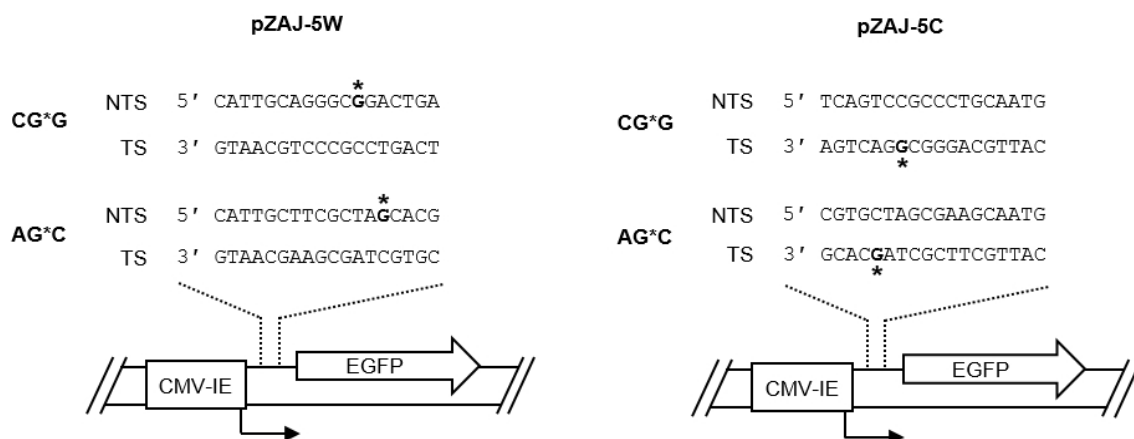 pZAJ-5W
*
CG*G NTS 5′ CATTGCAGGGCGGACTGA
TS 3′ GTAACGTCCCGCCTGACT
*
AG*C NTS 5′ CATTGCTTCGCTAGCACG
TS 3′ GTAACGAAGCGATCGTGC
CMV-IE
EGFP
pZAJ-5C
CG*G NTS 5′ TCAGTCCGCCCTGCAATG
TS 3′ AGTCAGGCGGGACGTTAC
*
AG*C NTS 5′ CGTGCTAGCGAAGCAATG
TS 3′ GCACGATCGCTTCGTTAC
*
CMV-IE
EGFP